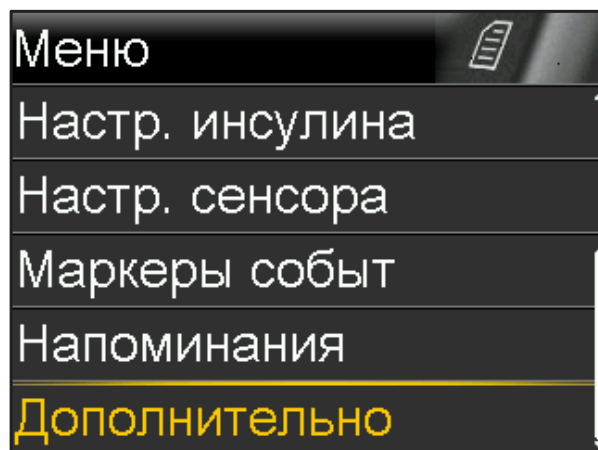 Меню
Настр. инсулина
Настр. сенсора
Маркеры событ
Напоминания
Дополнительно